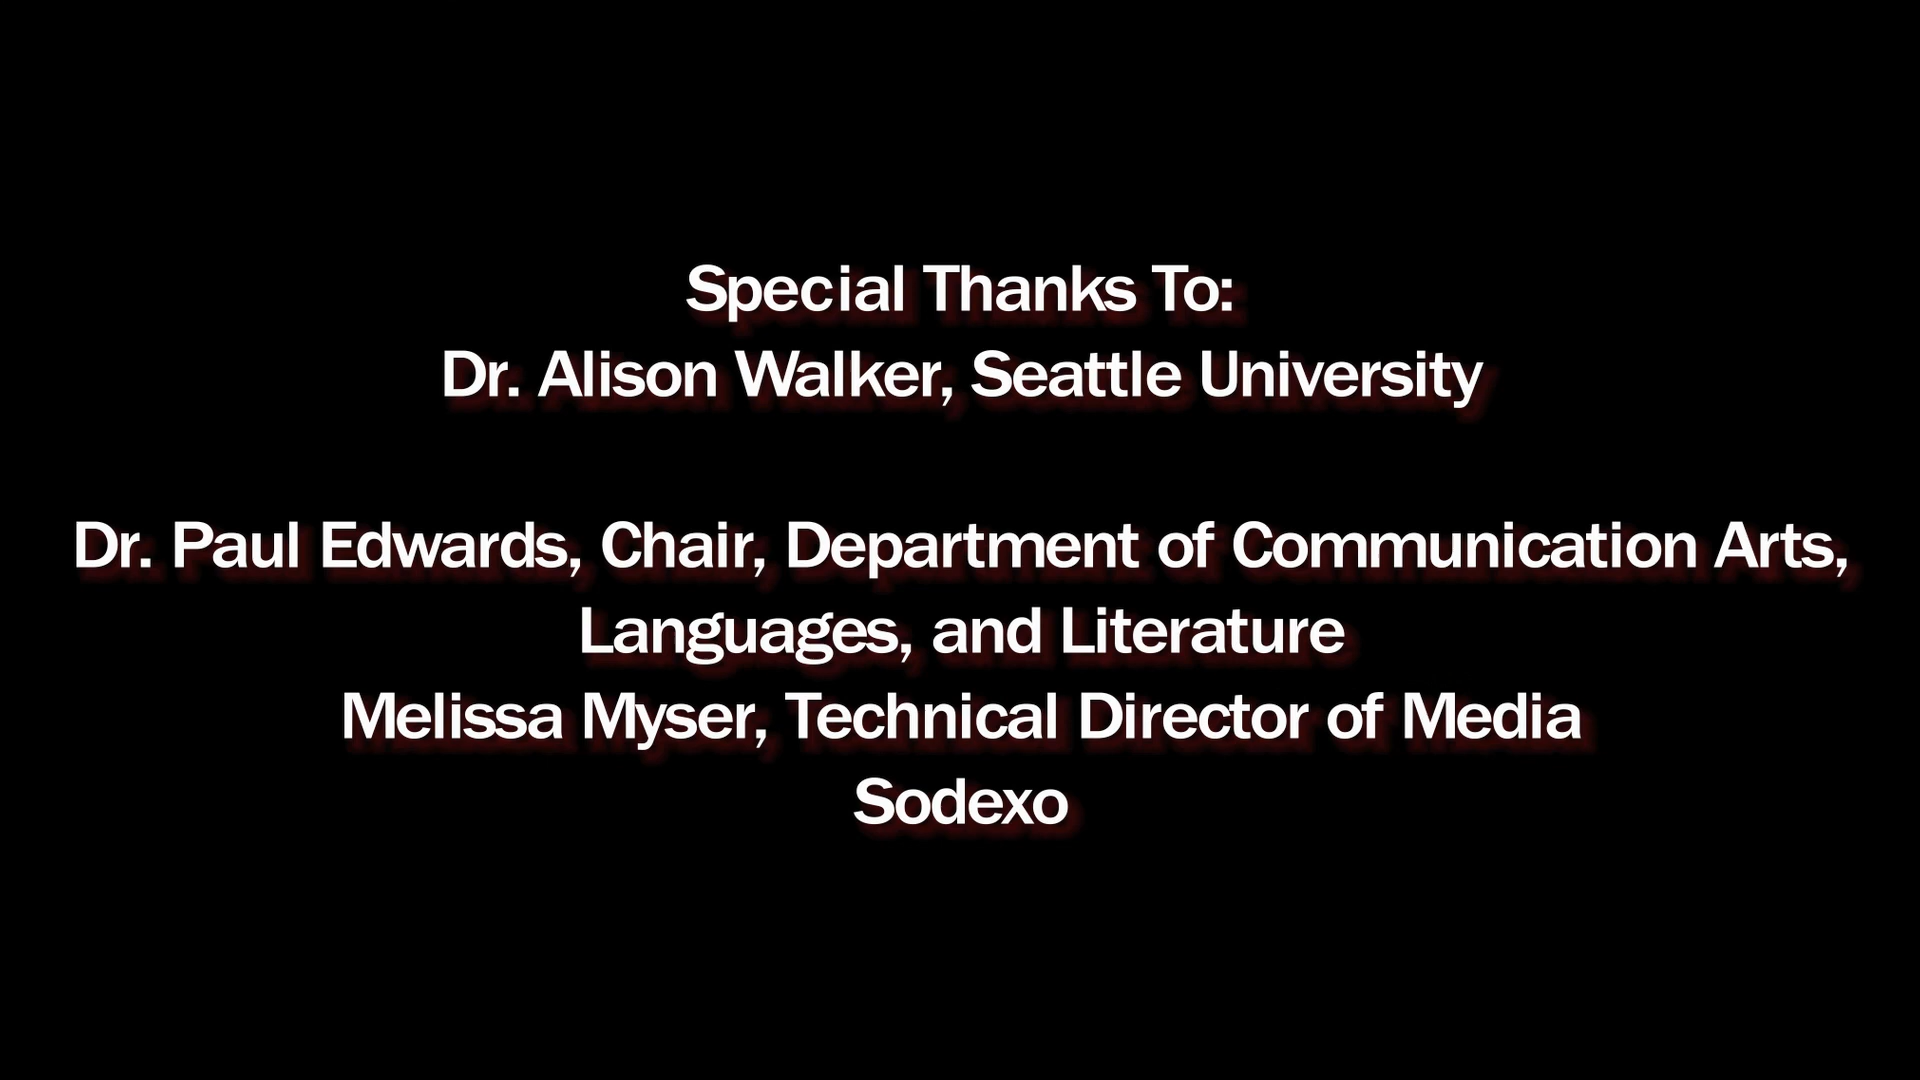 Special Thanks To:
Dr. Alison Walker, Seattle University
Dr. Paul Edwards, Chair, Department of Communication Arts,
Languages, and Literature
Melissa Myser, Technical Director of Media
Sodexo